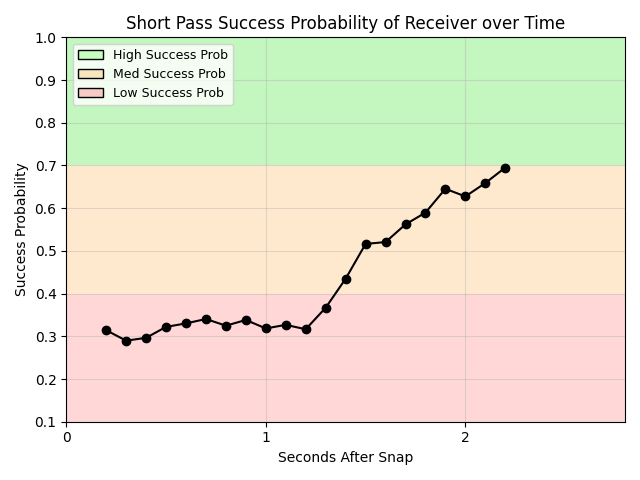 Short Pass Success Probability of Receiver over Time
1.0
0.9
0.8
0.7
0.6
0.5
0.4
0.3
0.2
0.1
High Success Prob
Med Success Prob
Low Success Prob
Success Probability
0 1 2
Seconds After Snap